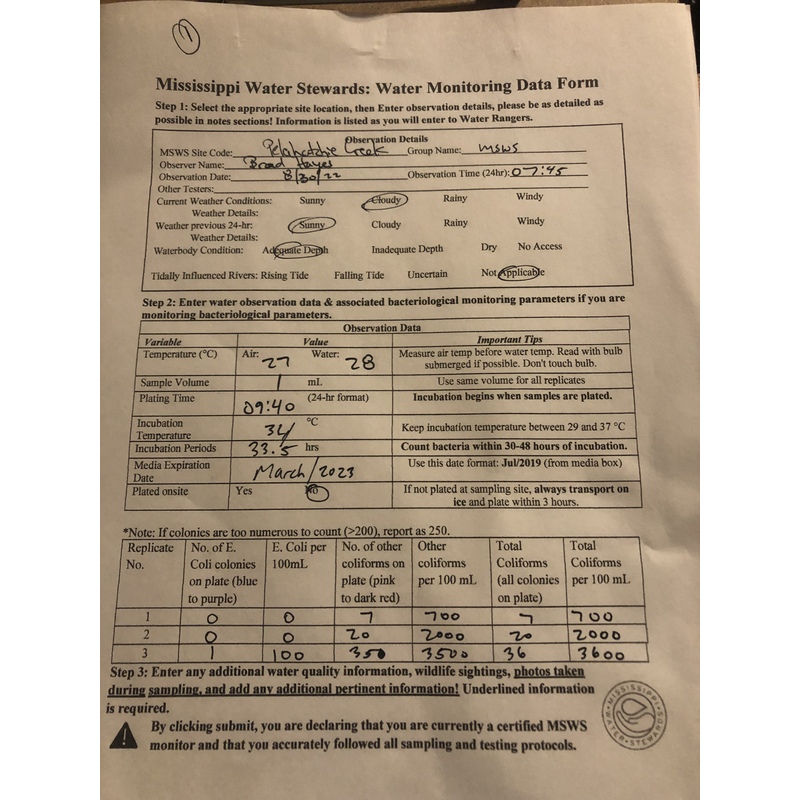 1
Mississippi Water Stewards: Water Monitoring Data Form
Step 1: Select the appropriate site location, then Enter observation details, please be as detailed as
possible in notes sections! Information is listed as you will enter to Water Rangers.
Observation Details
MSWS Site Code: Pelahatchie Creek Group Name: MSWS
Observer Name: Brad Hayes
Observation Date: 8/30/22 Observation Time (24hr): 07:45
Other Testers:
Current Weather Conditions: Sunny Cloudy Rainy Windy
Weather Details:
Weather previous 24-hr: Sunny Cloudy Rainy Windy
Weather Details:
Waterbody Condition: Adequate Depth Inadequate Depth Dry No Access
Tidally Influenced Rivers: Rising Tide Falling Tide Uncertain Not Applicable
Step 2: Enter water observation data & associated bacteriological monitoring parameters if you are
monitoring bacteriological parameters.
Observation Data
Variable Value Important Tips
Temperature (°C) Air: 27 Water: 28 Measure air temp before water temp. Read with bulb
submerged if possible. Don't touch bulb.
Sample Volume 1 mL Use same volume for all replicates
Plating Time 09:40 (24-hr format) Incubation begins when samples are plated.
Incubation
Temperature 34 °C Keep incubation temperature between 29 and 37 °C
Incubation Periods 33.5 hrs Count bacteria within 30-48 hours of incubation.
Media Expiration
Date March/2023 Use this date format: Jul/2019 (from media box)
Plated onsite Yes No If not plated at sampling site, always transport on
ice and plate within 3 hours.
*Note: If colonies are too numerous to count (>200), report as 250.
Replicate No. of E. E. Coli per No. of other Other Total Total
No. Coli colonies 100mL coliforms on coliforms Coliforms Coliforms
on plate (blue plate (pink per 100 mL (all colonies per 100 mL
to purple) to dark red) on plate)
1 0 0 7 700 7 700
2 0 0 20 2000 20 2000
3 1 100 350 3500 36 3600
Step 3: Enter any additional water quality information, wildlife sightings, photos taken
during sampling, and add any additional pertinent information! Underlined information
is required.
By clicking submit, you are declaring that you are currently a certified MSWS
monitor and that you accurately followed all sampling and testing protocols.
MISSISSIPPI
WATER STEWARDS